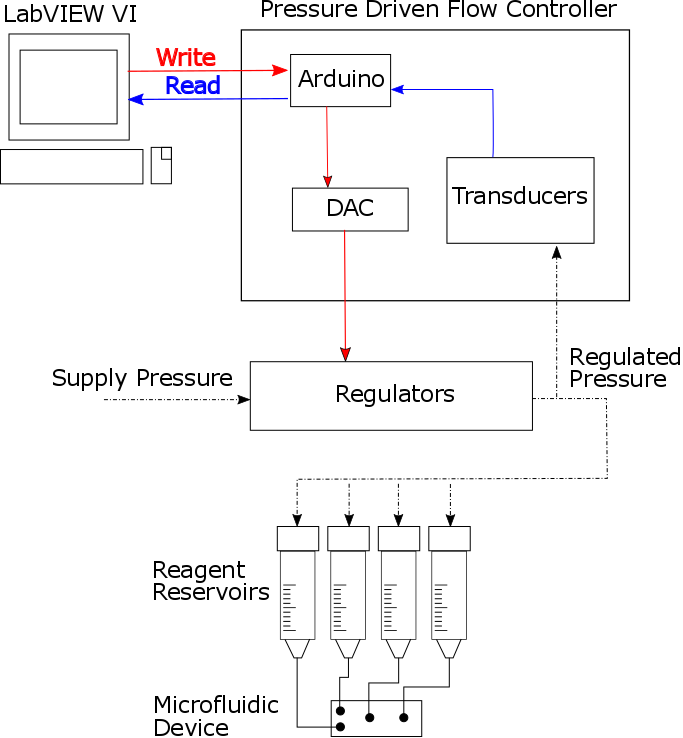 LabVIEW VI
Pressure Driven Flow Controller
Write
Read
Arduino
Transducers
DAC
Supply Pressure
Regulators
Regulated
Pressure
Reagent
Reservoirs
Microfluidic
Device